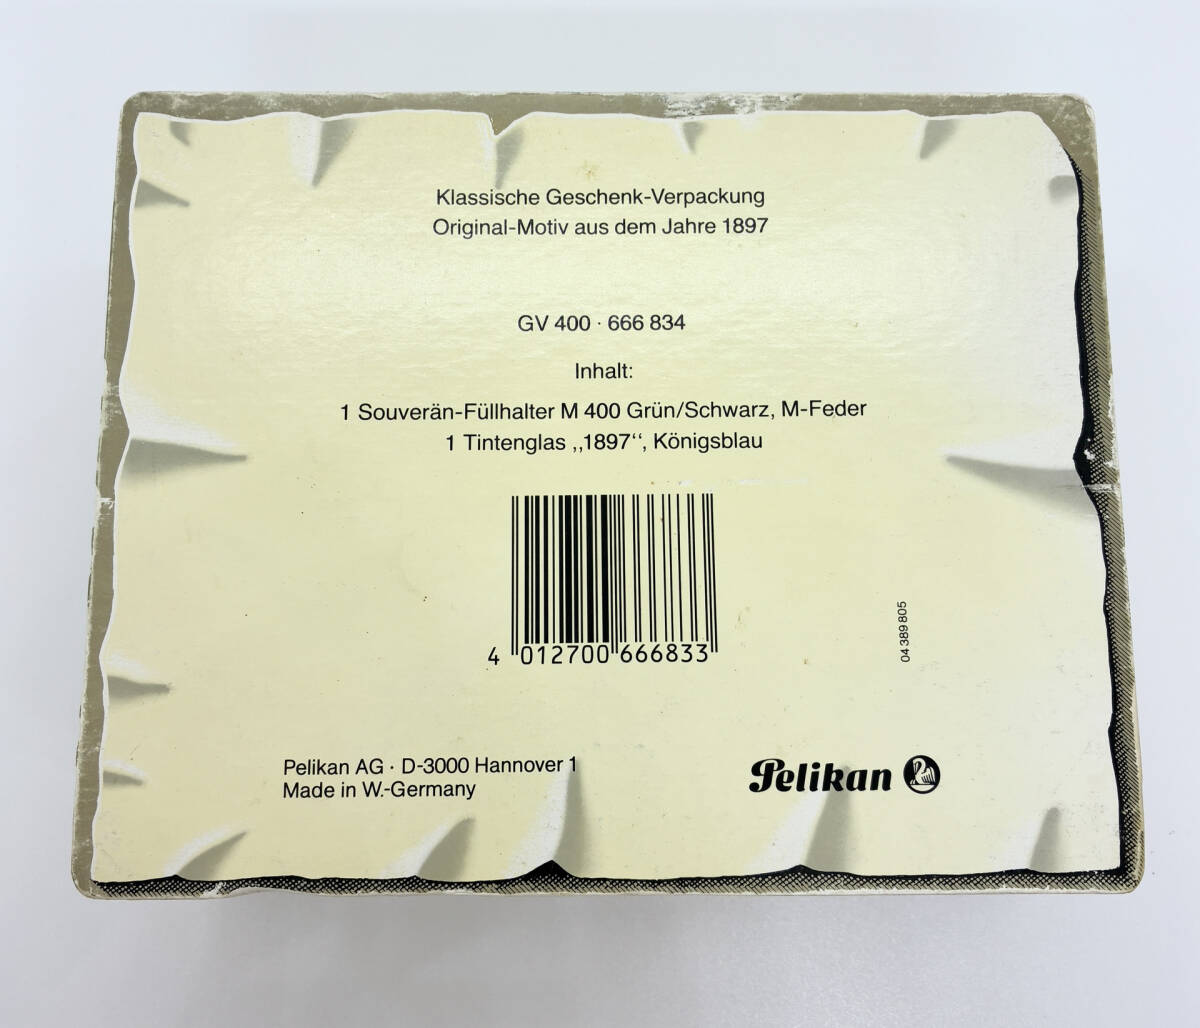 Klassische Geschenk-Verpackung
Original-Motiv aus dem Jahre 1897
GV 400 · 666 834
Inhalt:
1 Souverän-Füllhalter M 400 Grün/Schwarz, M-Feder
1 Tintenglas ,,1897‘‘, Königsblau
4 012700 666833
04 389 805
Pelikan AG · D-3000 Hannover 1
Made in W.-Germany
Pelikan